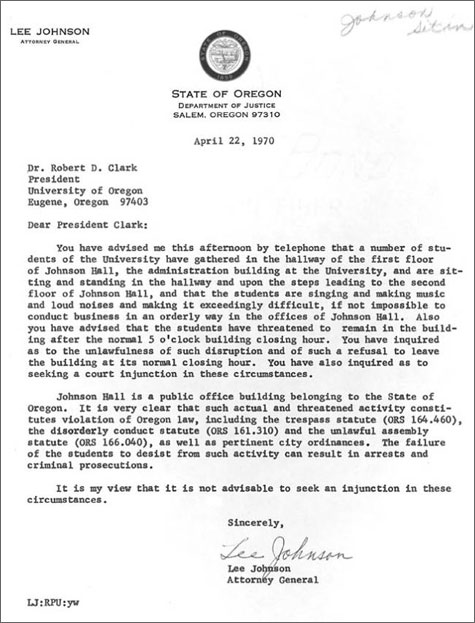 LEE JOHNSON
ATTORNEY GENERAL
Johnson
Sit in
STATE OF OREGON
DEPARTMENT OF JUSTICE
SALEM, OREGON 97310
April 22, 1970
Dr. Robert D. Clark
President
University of Oregon
Eugene, Oregon 97403
Dear President Clark:
You have advised me this afternoon by telephone that a number of stu-
dents of the University have gathered in the hallway of the first floor
of Johnson Hall, the administration building at the University, and are sit-
ting and standing in the hallway and upon the steps leading to the second
floor of Johnson Hall, and that the students are singing and making music
and loud noises and making it exceedingly difficult, if not impossible to
conduct business in an orderly way in the offices of Johnson Hall. Also
you have advised that the students have threatened to remain in the build-
ing after the normal 5 o'clock building closing hour. You have inquired
as to the unlawfulness of such disruption and of such a refusal to leave
the building at its normal closing hour. You have also inquired as to
seeking a court injunction in these circumstances.
Johnson Hall is a public office building belonging to the State of
Oregon. It is very clear that such actual and threatened activity consti-
tutes violation of Oregon law, including the trespass statute (ORS 164.460),
the disorderly conduct statute (ORS 161.310) and the unlawful assembly
statute (ORS 166.040), as well as pertinent city ordinances. The failure
of the students to desist from such activity can result in arrests and
criminal prosecutions.
It is my view that it is not advisable to seek an injunction in these
circumstances.
Sincerely,
Lee Johnson
Lee Johnson
Attorney General
LJ:RPU:yw